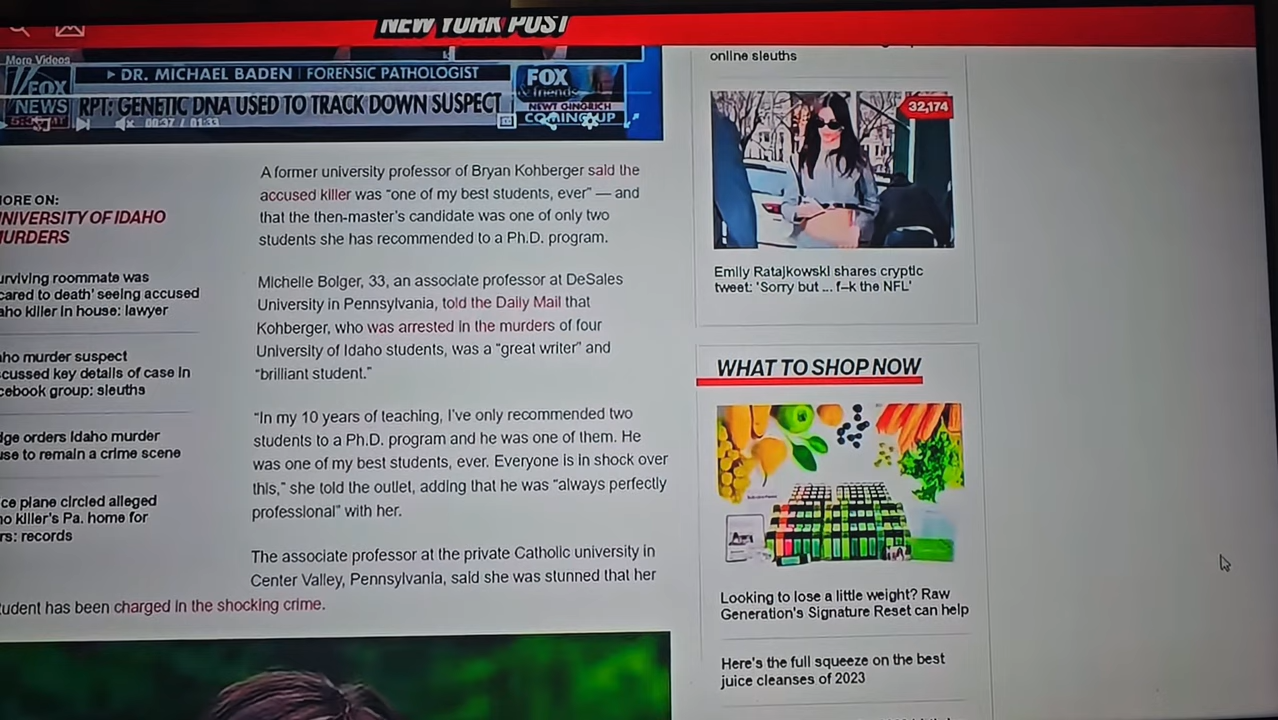 NEW YORK POST
More Videos
FOX NEWS
DR. MICHAEL BADEN | FORENSIC PATHOLOGIST
RPT: GENETIC DNA USED TO TRACK DOWN SUSPECT
FOX & friends
NEWT GINGRICH
COMING UP
00:37 / 01:33
MORE ON:
UNIVERSITY OF IDAHO
MURDERS
urviving roommate was
cared to death' seeing accused
aho killer in house: lawyer
aho murder suspect
scussed key details of case in
cebook group: sleuths
dge orders Idaho murder
use to remain a crime scene
ice plane circled alleged
ho killer's Pa. home for
rs: records
A former university professor of Bryan Kohberger said the
accused killer was “one of my best students, ever” — and
that the then-master's candidate was one of only two
students she has recommended to a Ph.D. program.
Michelle Bolger, 33, an associate professor at DeSales
University in Pennsylvania, told the Daily Mail that
Kohberger, who was arrested in the murders of four
University of Idaho students, was a “great writer” and
“brilliant student.”
“In my 10 years of teaching, I've only recommended two
students to a Ph.D. program and he was one of them. He
was one of my best students, ever. Everyone is in shock over
this,” she told the outlet, adding that he was “always perfectly
professional” with her.
The associate professor at the private Catholic university in
Center Valley, Pennsylvania, said she was stunned that her
tudent has been charged in the shocking crime.
online sleuths
32,174
Emily Ratajkowski shares cryptic
tweet: 'Sorry but ... f–k the NFL'
WHAT TO SHOP NOW
Looking to lose a little weight? Raw
Generation's Signature Reset can help
Here's the full squeeze on the best
juice cleanses of 2023